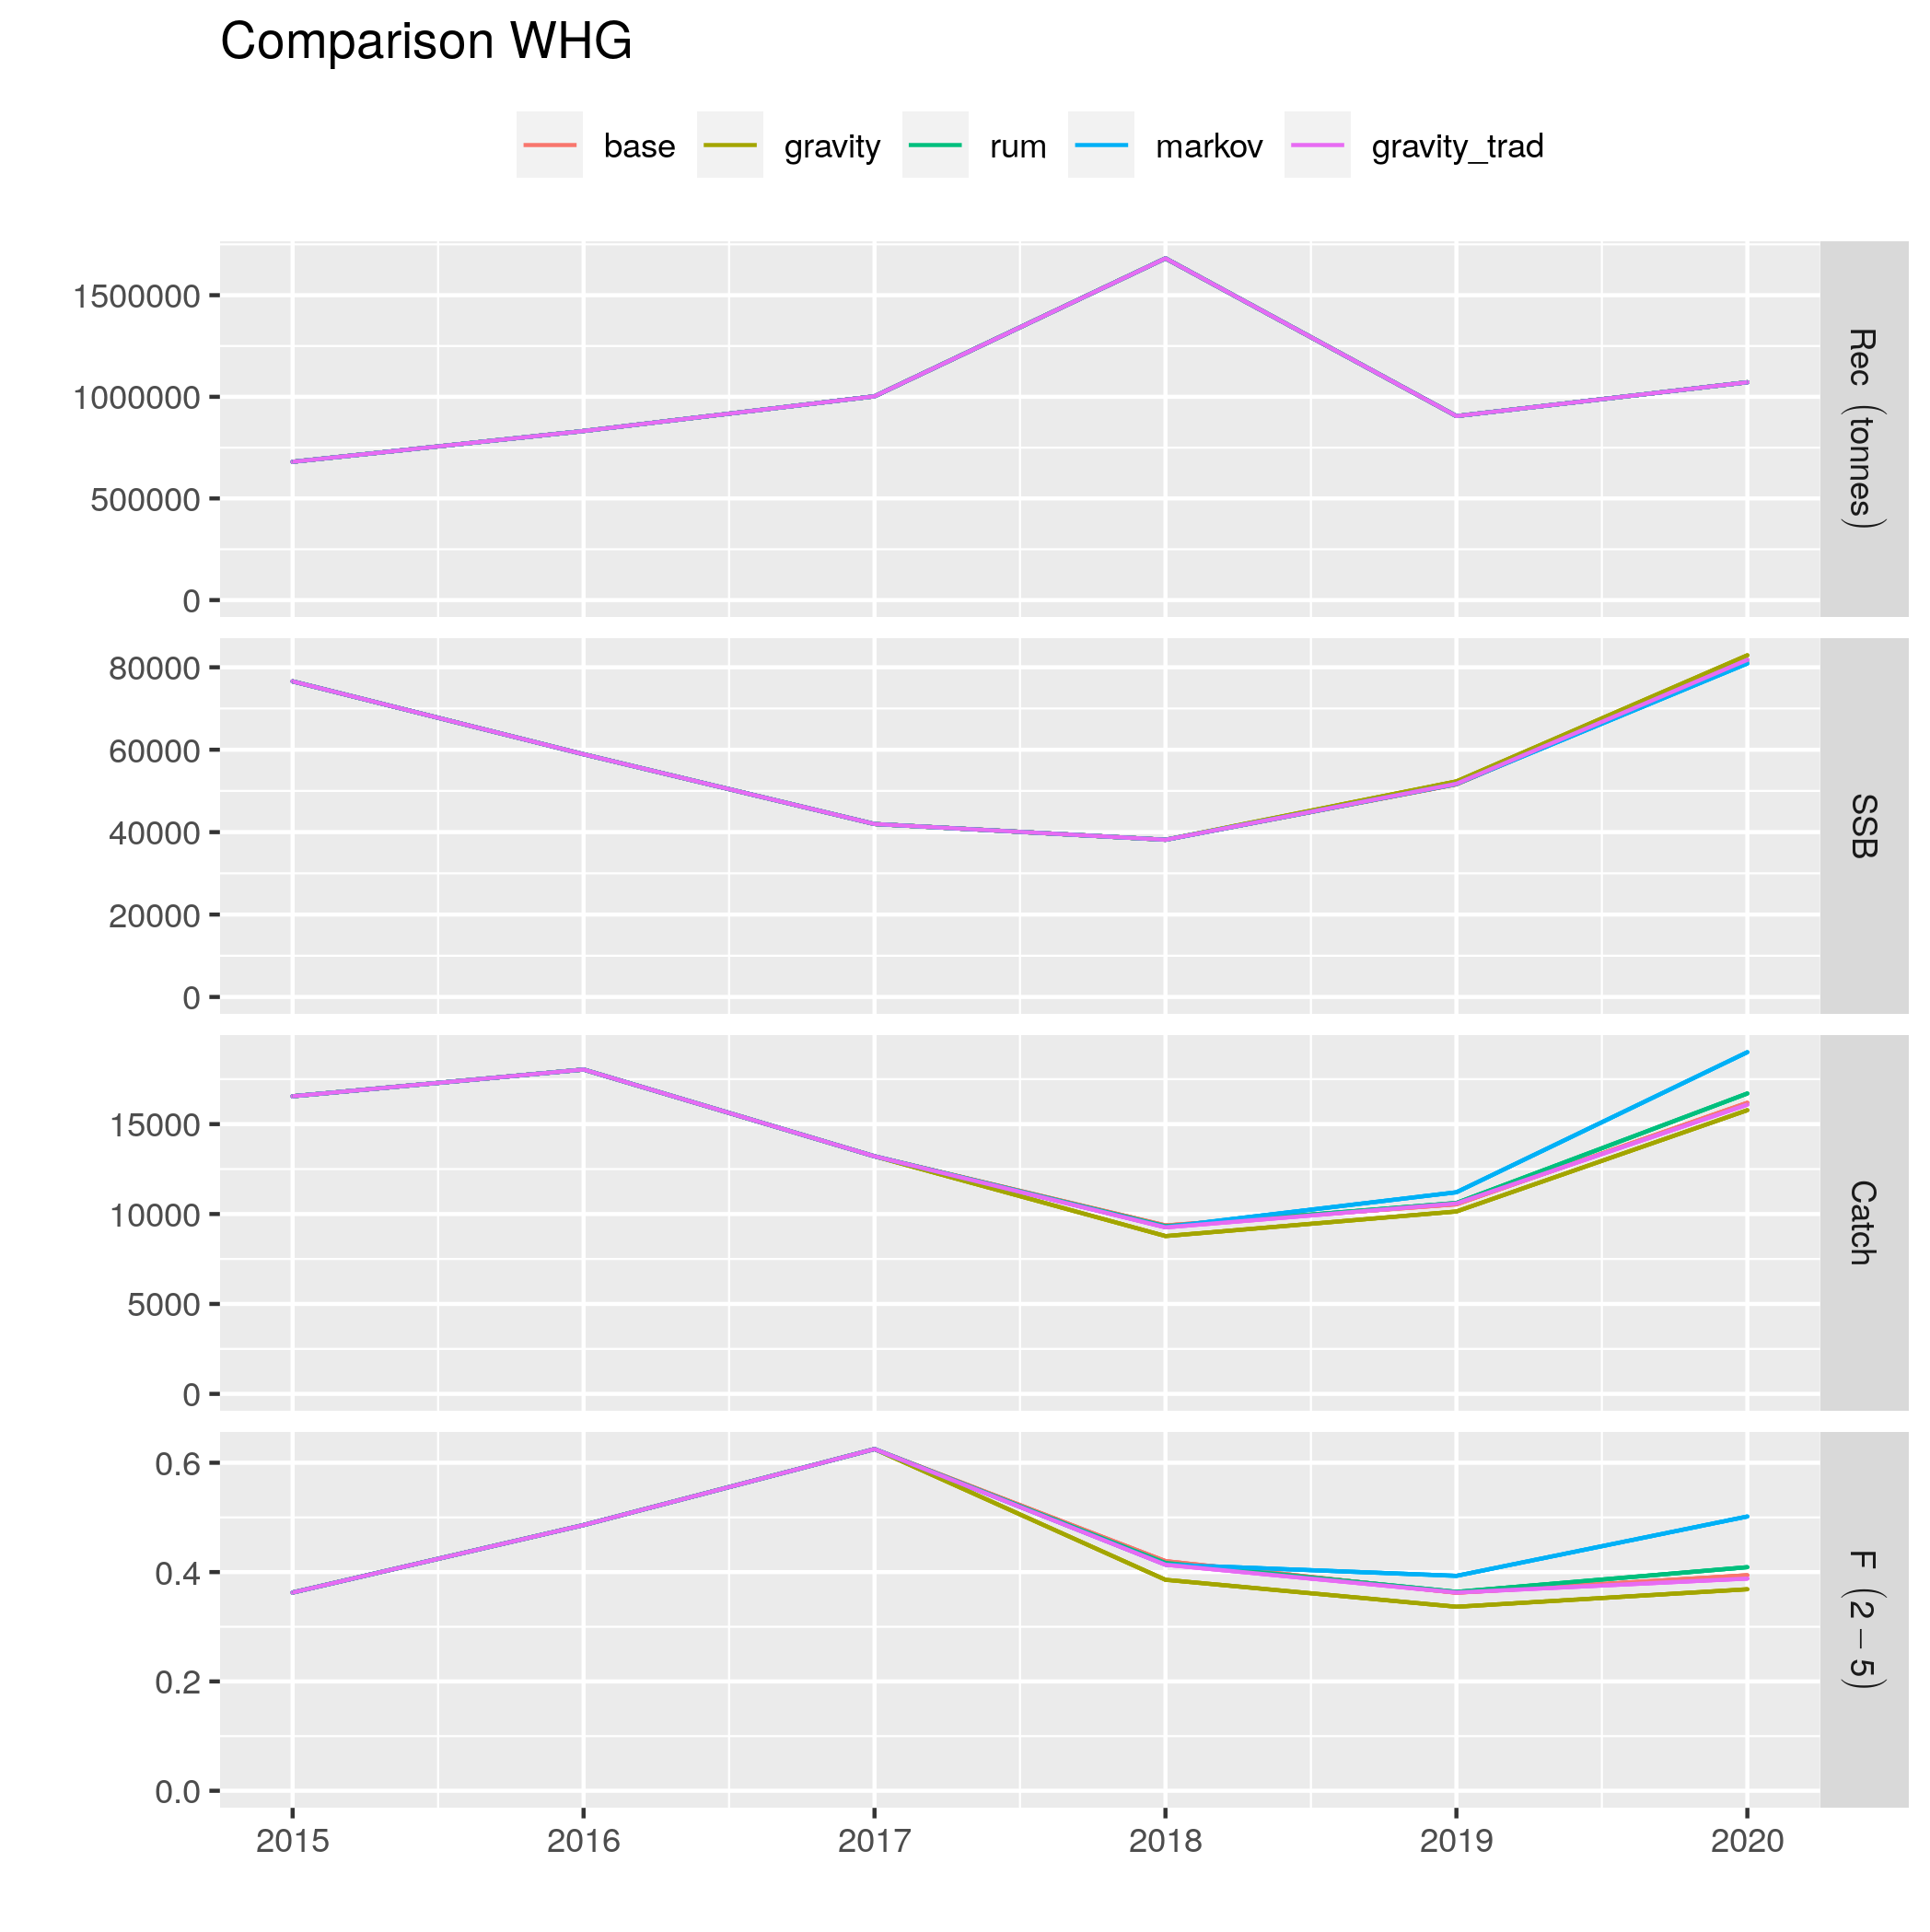 Comparison WHG
base gravity rum markov gravity_trad
1500000
1000000
500000
0
Rec (tonnes)
80000
60000
40000
20000
0
SSB
15000
10000
5000
0
Catch
0.6
0.4
0.2
0.0
F (2−5)
2015 2016 2017 2018 2019 2020